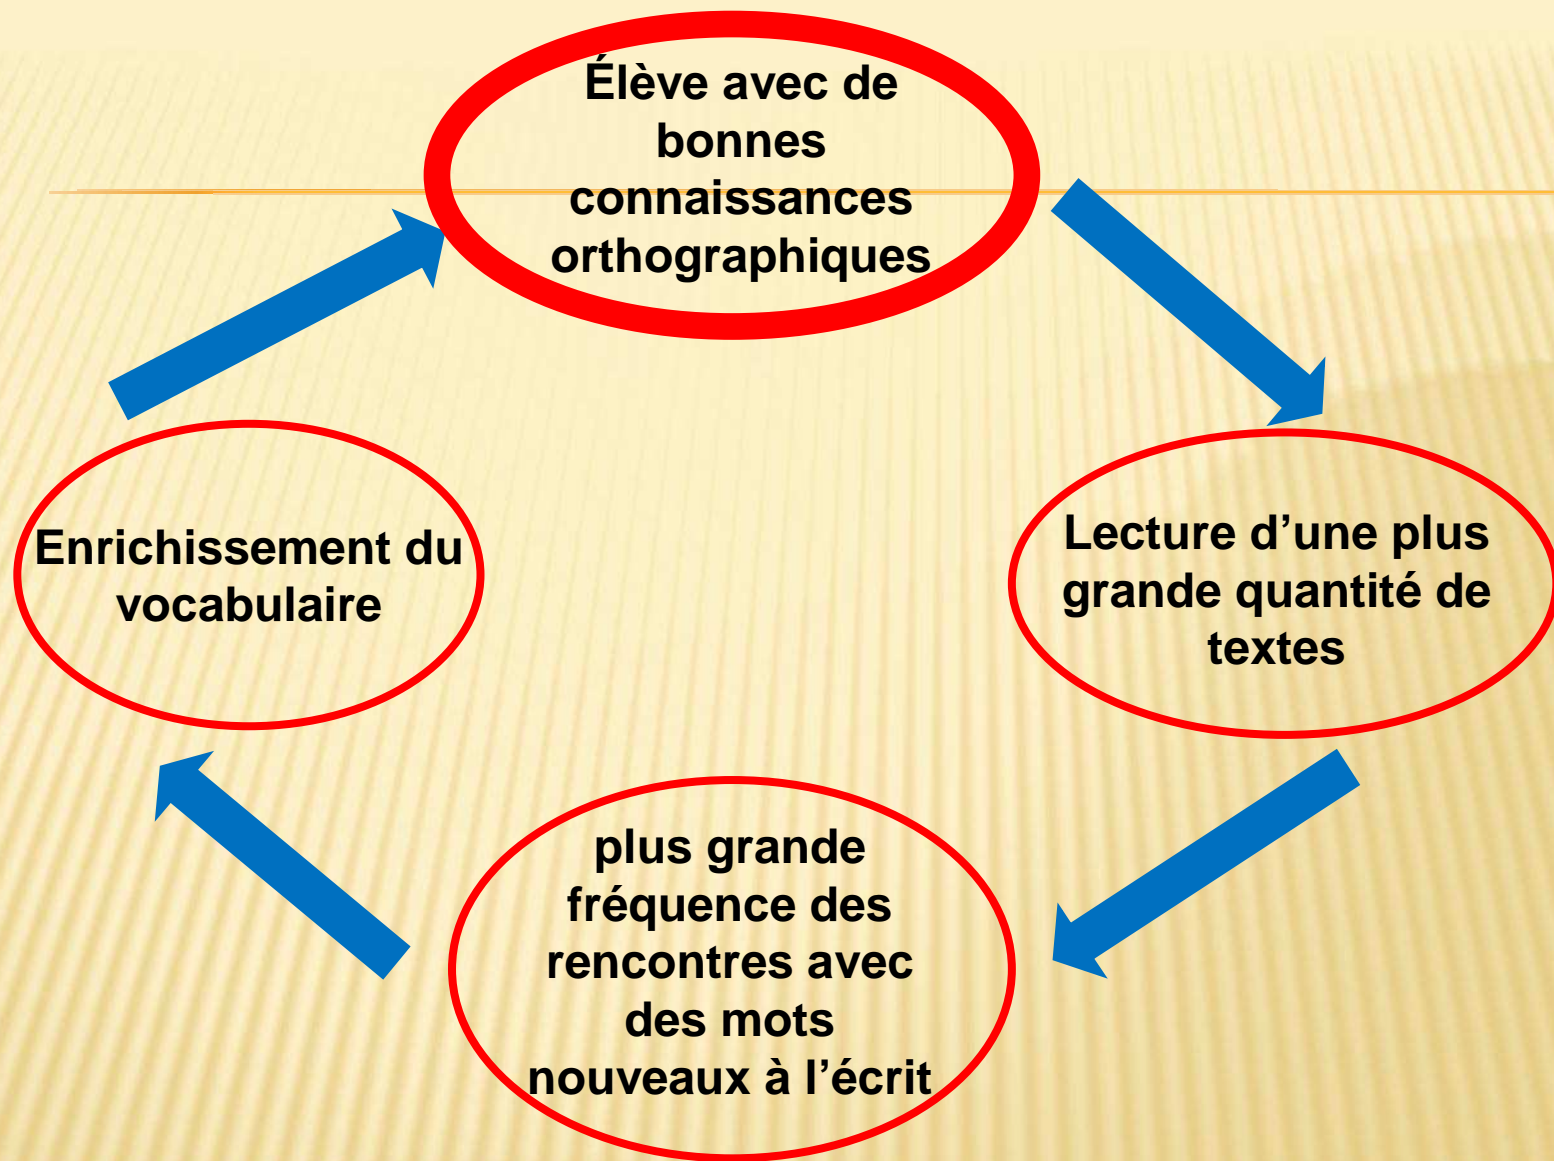 Élève avec de
bonnes
connaissances
orthographiques
Enrichissement du
vocabulaire
Lecture d’une plus
grande quantité de
textes
plus grande
fréquence des
rencontres avec
des mots
nouveaux à l’écrit